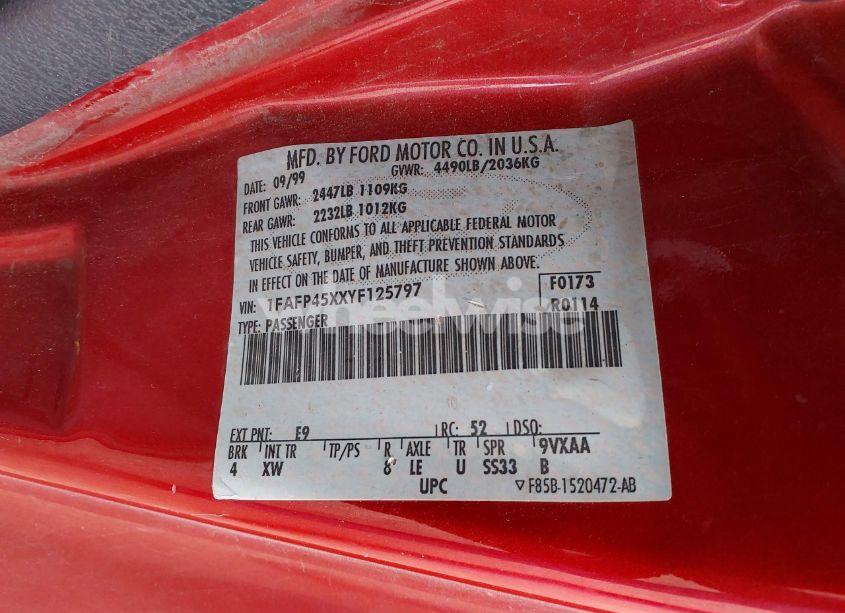 MFD. BY FORD MOTOR CO. IN U.S.A.
DATE: 09/99 GVWR: 4490LB/2036KG
FRONT GAWR: 2447LB 1109KG
REAR GAWR: 2232LB 1012KG
THIS VEHICLE CONFORMS TO ALL APPLICABLE FEDERAL MOTOR
VEHICLE SAFETY, BUMPER, AND THEFT PREVENTION STANDARDS
IN EFFECT ON THE DATE OF MANUFACTURE SHOWN ABOVE.
VIN: 1FAFP45XXYF125797 F0173
TYPE: PASSENGER R0114
wheelwise
EXT PNT: E9 RC: 52 DSO:
BRK INT TR TP/PS R AXLE TR SPR 9VXAA
4 XW 8 LE U SS33 B
UPC ▽F85B-1520472-AB